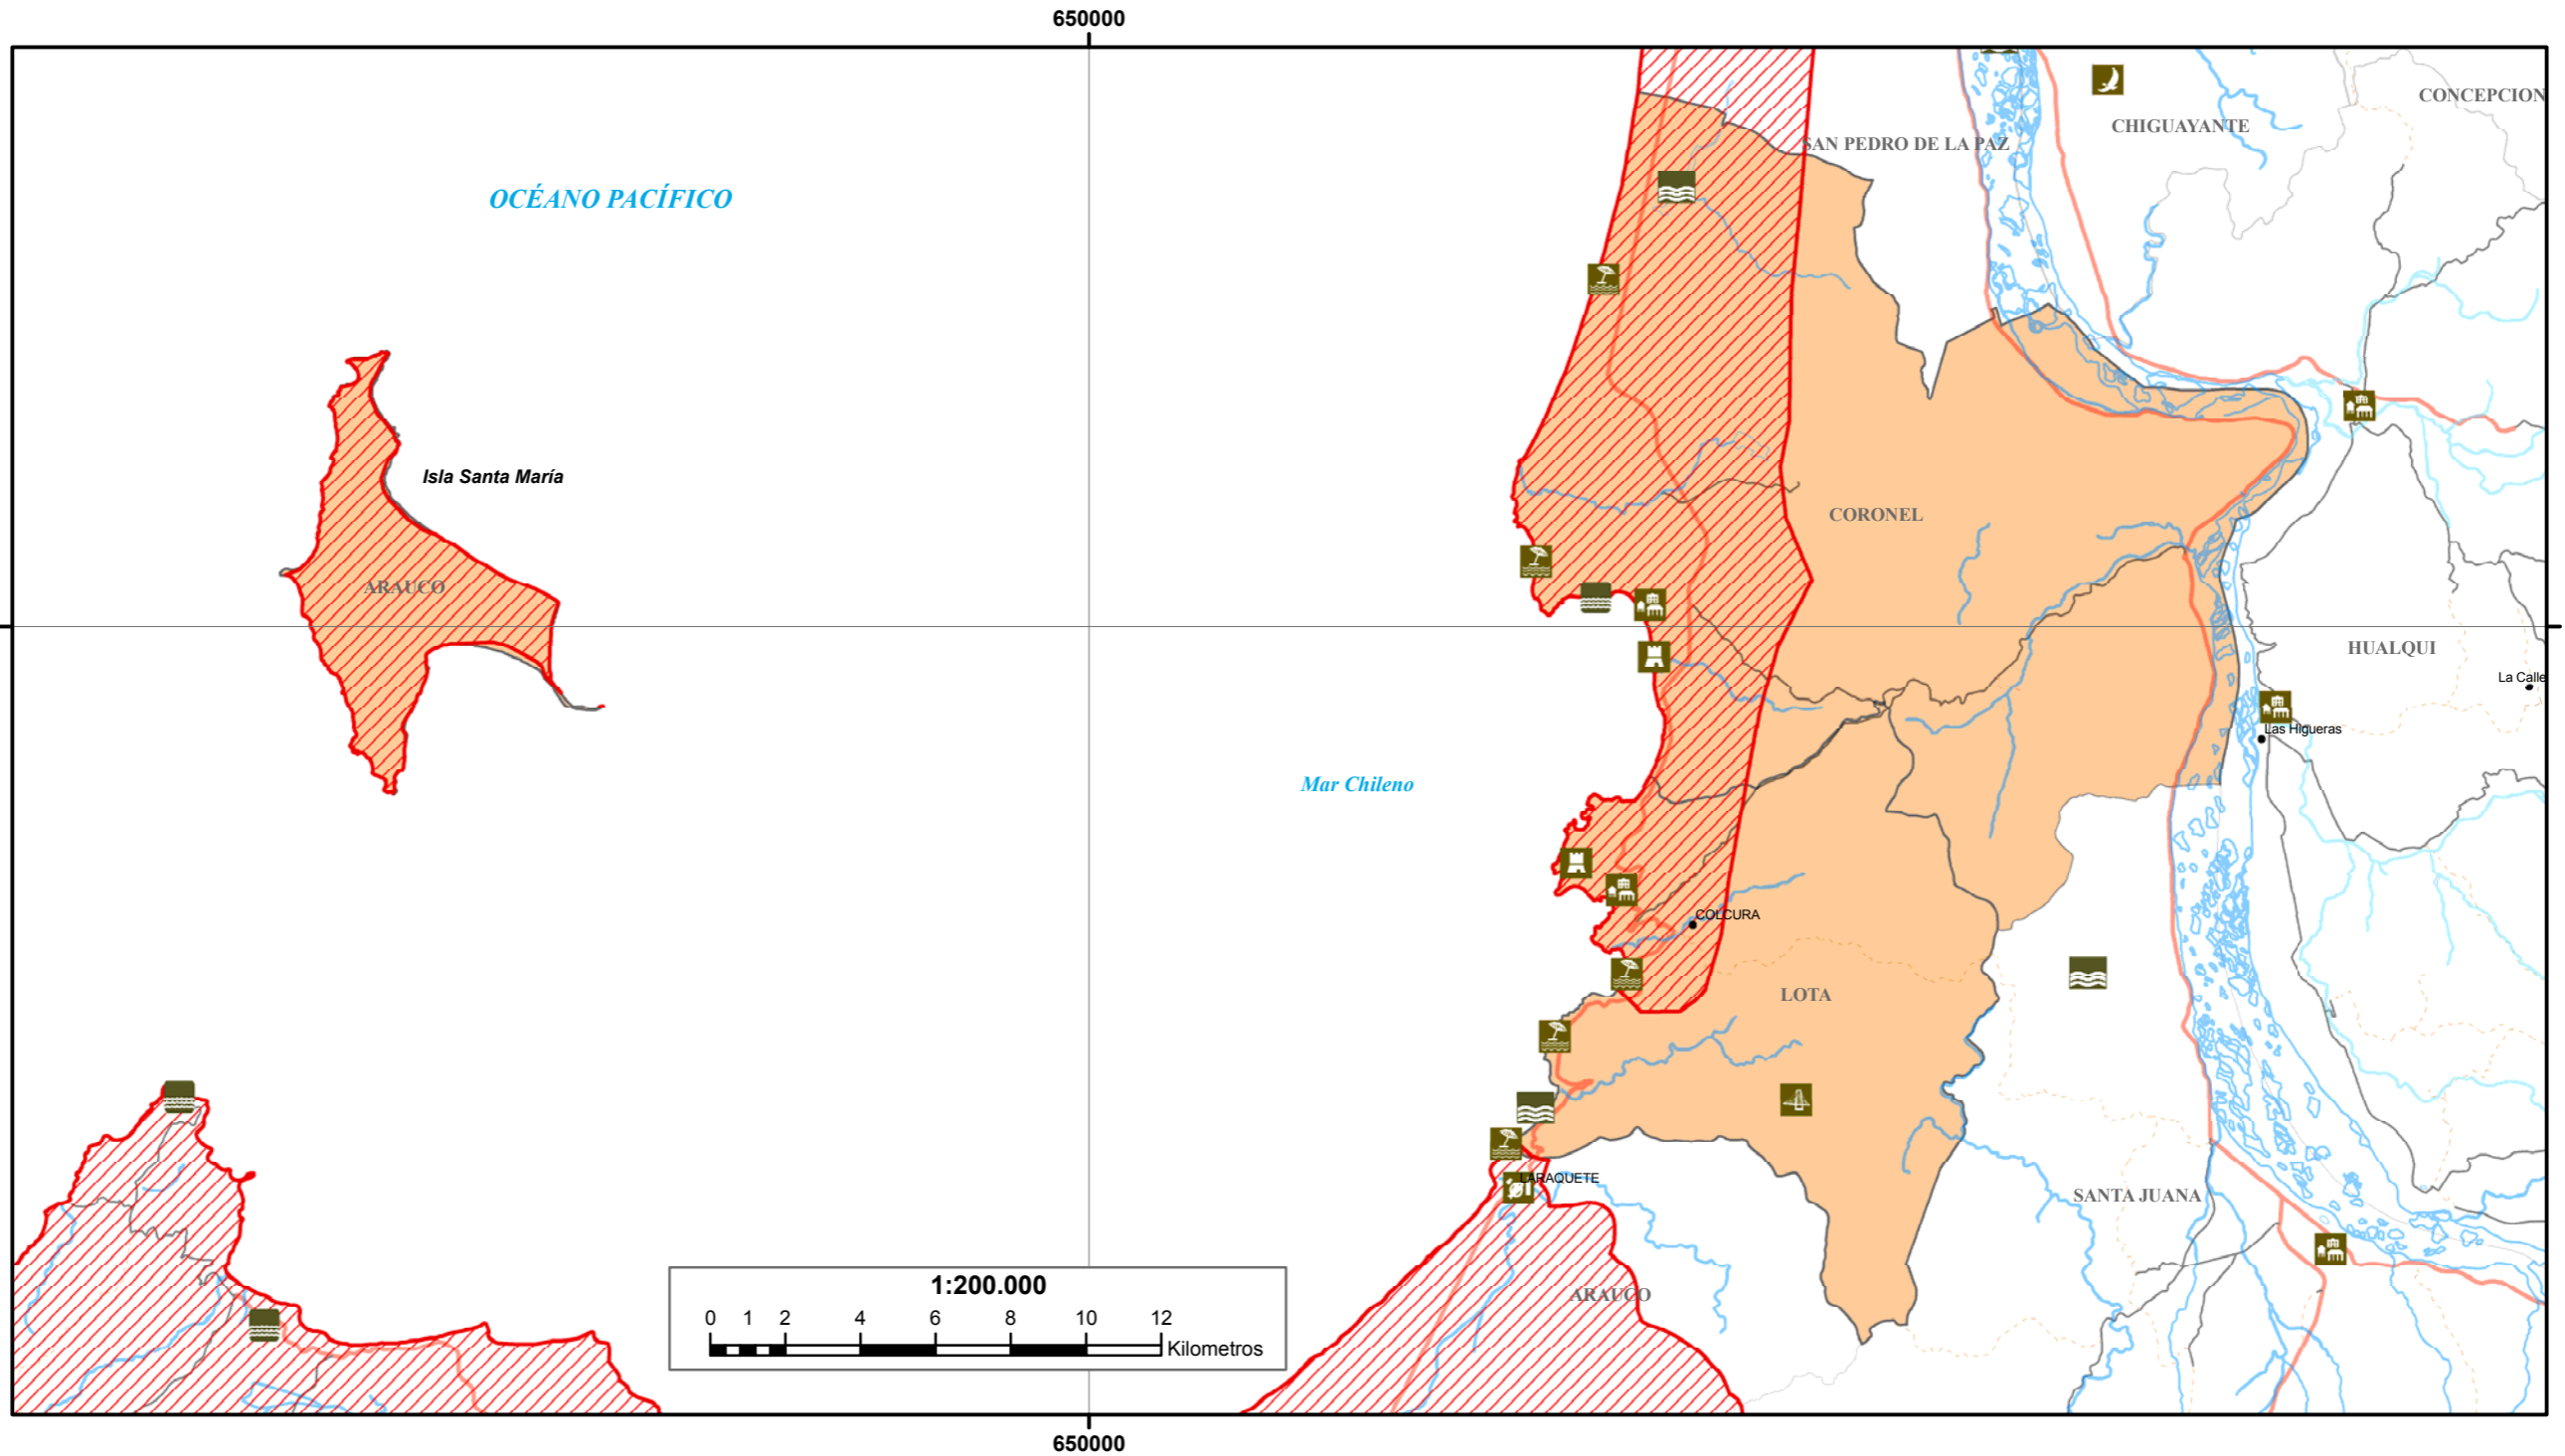 650000
CONCEPCION
CHIGUAYANTE
SAN PEDRO DE LA PAZ
OCÉANO PACÍFICO
Isla Santa María
CORONEL
ARAUCO
HUALQUI
La Calle
Las Higueras
Mar Chileno
COLCURA
LOTA
LARAQUETE
SANTA JUANA
ARAUCO
1:200.000
0 1 2 4 6 8 10 12
Kilometros
650000